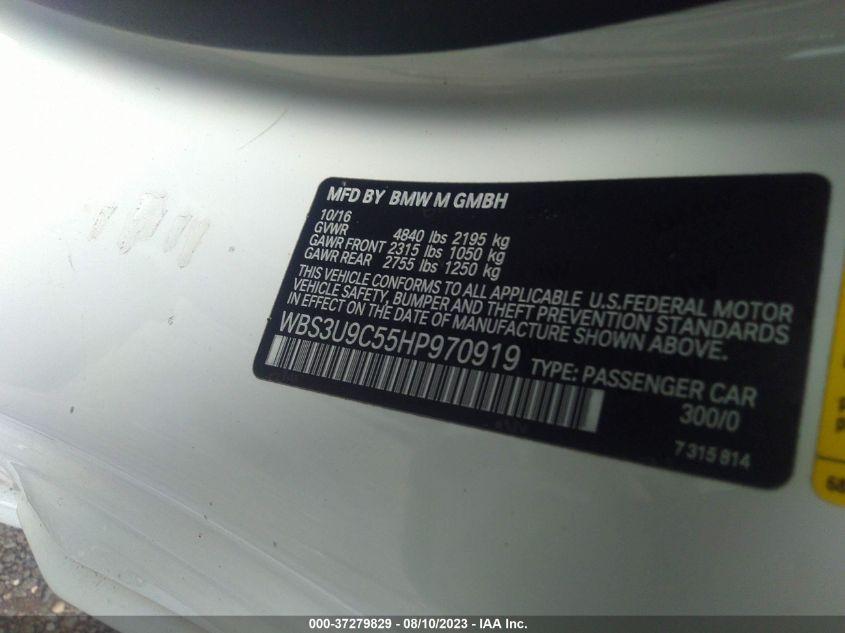 MFD BY BMW M GMBH
10/16
GVWR 4840 lbs 2195 kg
GAWR FRONT 2315 lbs 1050 kg
GAWR REAR 2755 lbs 1250 kg
THIS VEHICLE CONFORMS TO ALL APPLICABLE U.S.FEDERAL MOTOR
VEHICLE SAFETY, BUMPER AND THEFT PREVENTION STANDARDS
IN EFFECT ON THE DATE OF MANUFACTURE SHOWN ABOVE.
WBS3U9C55HP970919 TYPE: PASSENGER CAR
300/0
7 315 814
000-37279829 — 08/10/2023 — IAA Inc.